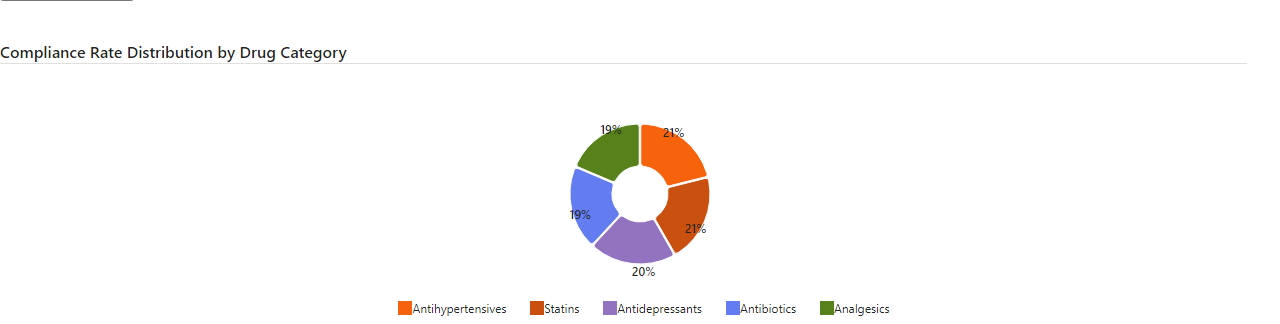 Compliance Rate Distribution by Drug Category
19%
21%
19%
21%
20%
Antihypertensives
Statins
Antidepressants
Antibiotics
Analgesics